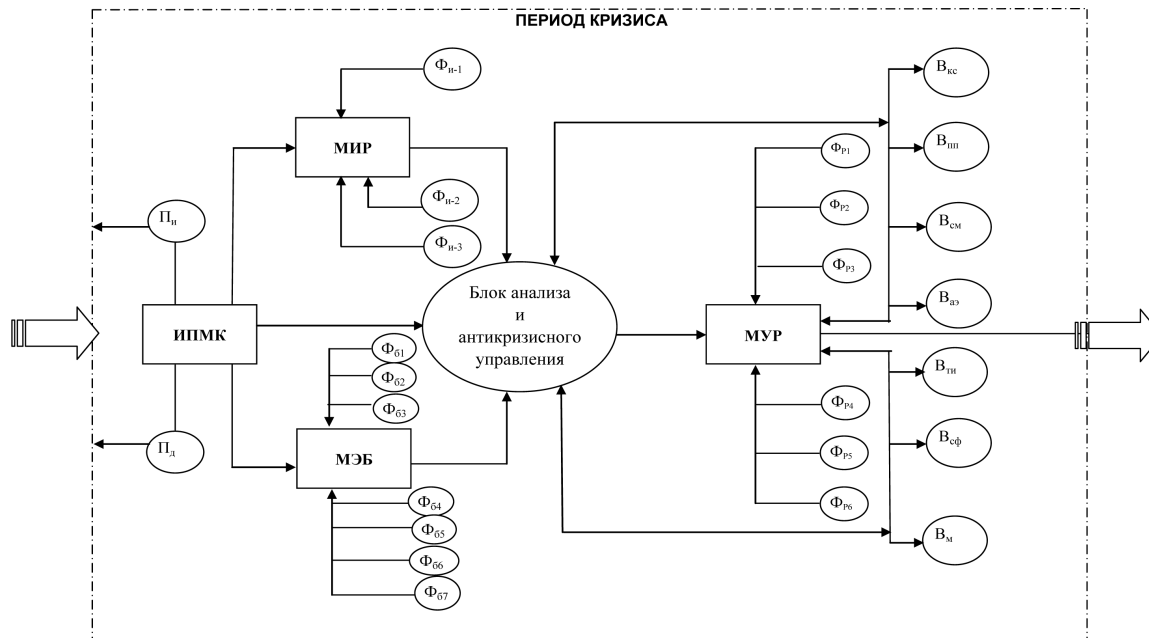 ПЕРИОД КРИЗИСА
Фи-1
МИР
Фи-2
Фи-3
Пи
ИПМК
Пд
Фб1
Фб2
Фб3
МЭБ
Фб4
Фб5
Фб6
Фб7
Блок анализа
и
антикризисного
управления
ФР1
ФР2
ФР3
МУР
ФР4
ФР5
ФР6
Вкс
Впп
Всм
Ваэ
Вти
Всф
Вм